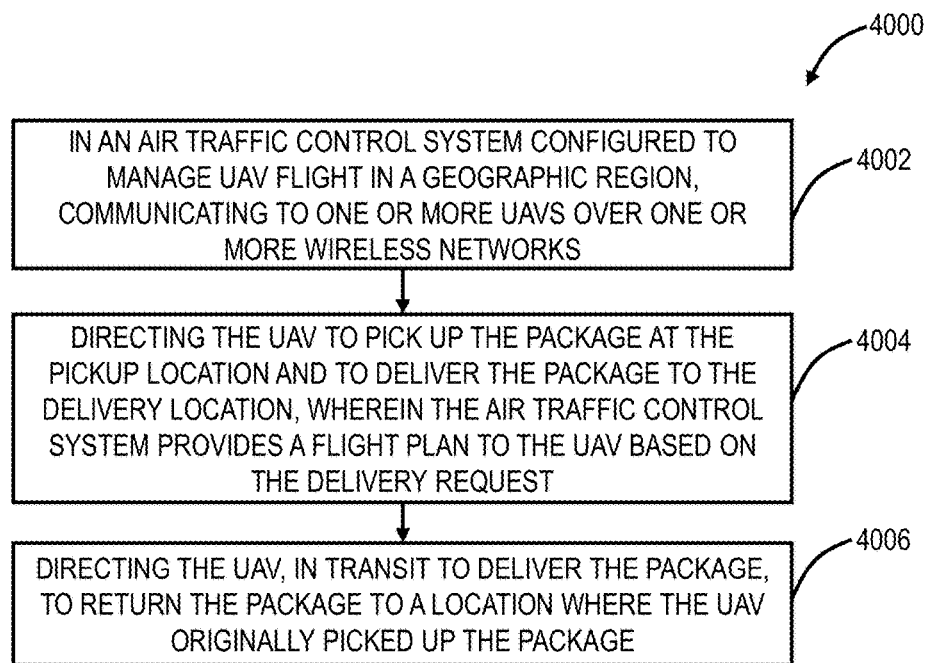 4000
IN AN AIR TRAFFIC CONTROL SYSTEM CONFIGURED TO
MANAGE UAV FLIGHT IN A GEOGRAPHIC REGION,
COMMUNICATING TO ONE OR MORE UAVS OVER ONE OR
MORE WIRELESS NETWORKS
4002
DIRECTING THE UAV TO PICK UP THE PACKAGE AT THE
PICKUP LOCATION AND TO DELIVER THE PACKAGE TO THE
DELIVERY LOCATION, WHEREIN THE AIR TRAFFIC CONTROL
SYSTEM PROVIDES A FLIGHT PLAN TO THE UAV BASED ON
THE DELIVERY REQUEST
4004
DIRECTING THE UAV, IN TRANSIT TO DELIVER THE PACKAGE,
TO RETURN THE PACKAGE TO A LOCATION WHERE THE UAV
ORIGINALLY PICKED UP THE PACKAGE
4006